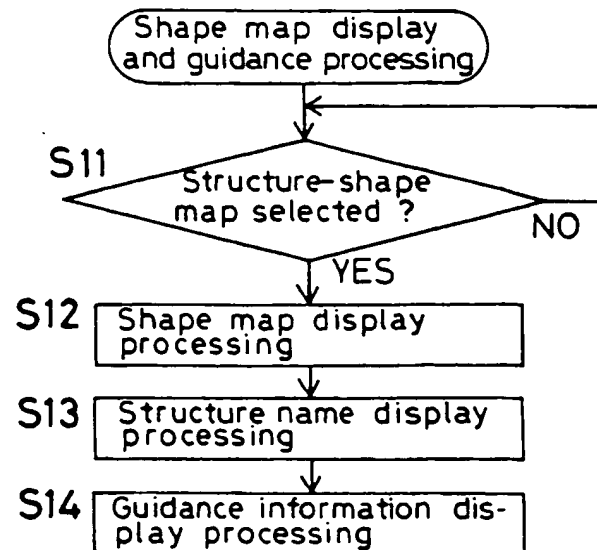 Shape map display
and guidance processing
S11
Structure-shape
map selected ?
NO
YES
S12
Shape map display
processing
S13
Structure name display
processing
S14
Guidance information dis-
play processing